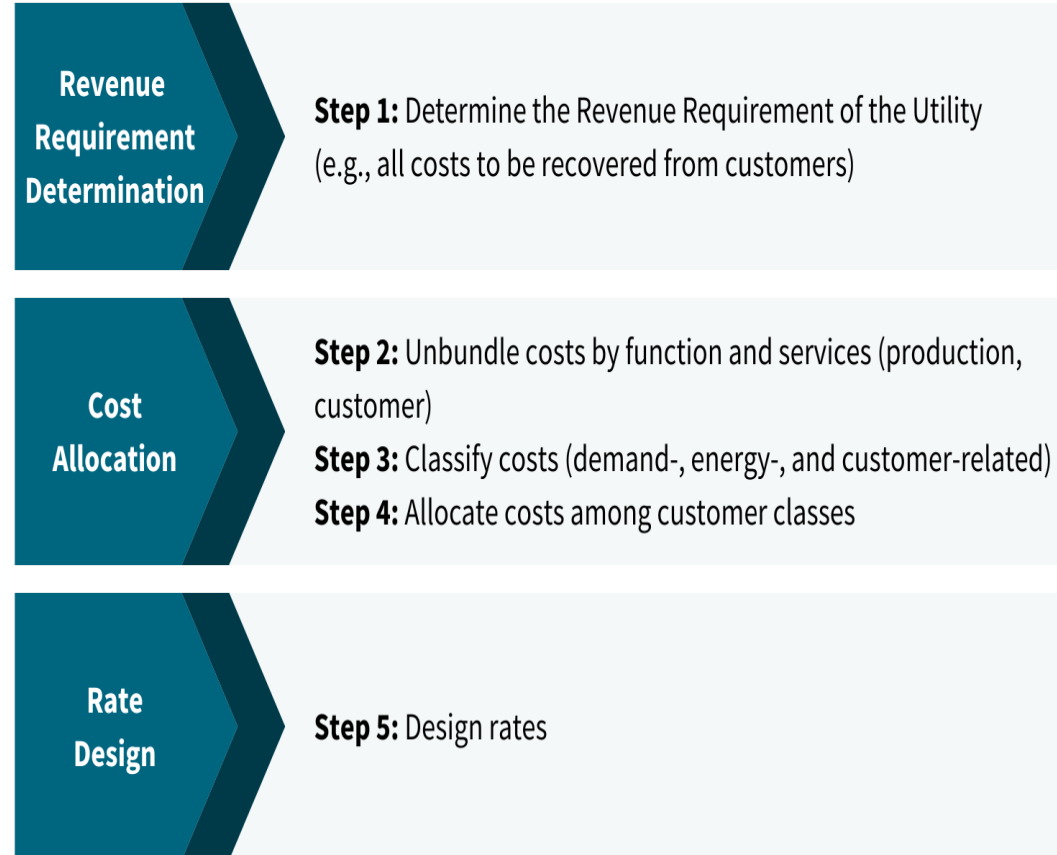 Revenue
Requirement
Determination
Step 1: Determine the Revenue Requirement of the Utility
(e.g., all costs to be recovered from customers)
Cost
Allocation
Step 2: Unbundle costs by function and services (production,
customer)
Step 3: Classify costs (demand-, energy-, and customer-related)
Step 4: Allocate costs among customer classes
Rate
Design
Step 5: Design rates